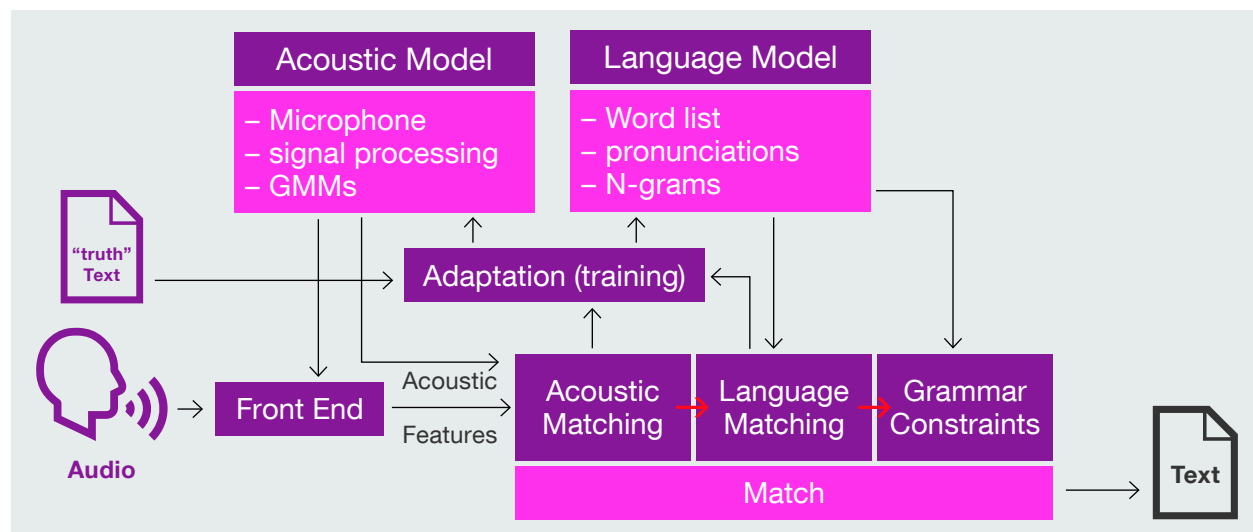 Acoustic Model
– Microphone
– signal processing
– GMMs
Language Model
– Word list
– pronunciations
– N-grams
“truth”
Text
Adaptation (training)
Audio
Front End
Acoustic
Features
Acoustic
Matching
Language
Matching
Grammar
Constraints
Match
Text